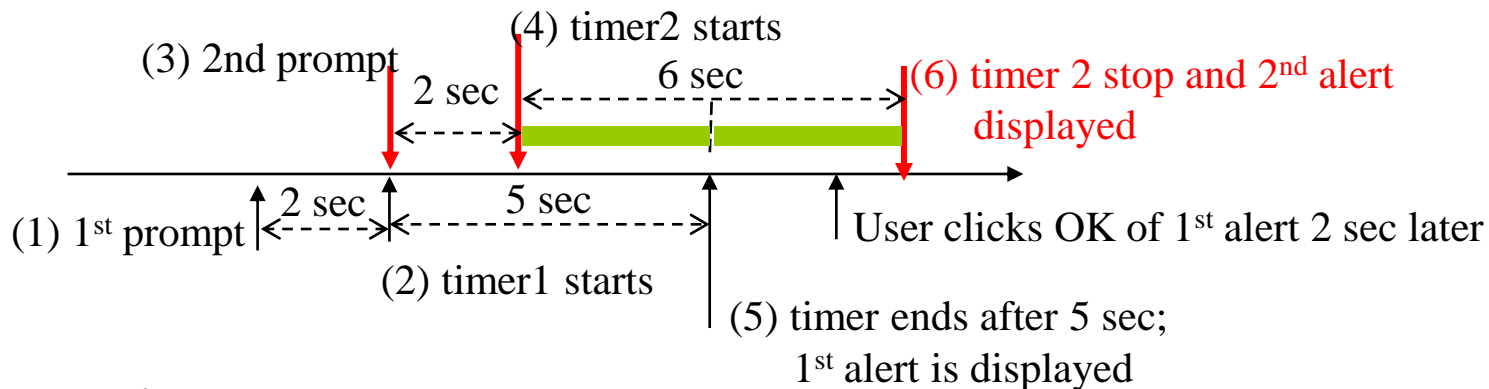 (4) timer2 starts
(3) 2nd prompt
6 sec
2 sec
(6) timer 2 stop and 2nd alert
displayed
2 sec
5 sec
(1) 1st prompt
User clicks OK of 1st alert 2 sec later
(2) timer1 starts
(5) timer ends after 5 sec;
1st alert is displayed